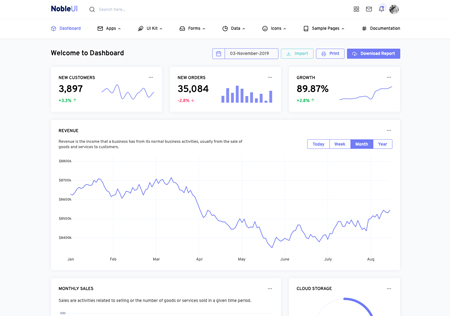 NobleUI Search here...
Dashboard Apps UI Kit Forms Data Icons Sample Pages Documentation
Welcome to Dashboard 03-November-2019 Import Print Download Report
NEW CUSTOMERS NEW ORDERS GROWTH
3,897 35,084 89.87%
+3.3% -2.8% +2.8%
REVENUE
Revenue is the income that a business has from its normal business activities, usually from the sale of
goods and services to customers.
Today Week Month Year
Jan Feb Mar Apr May June July Aug
MONTHLY SALES CLOUD STORAGE
Sales are activities related to selling or the number of goods or services sold in a given time period.